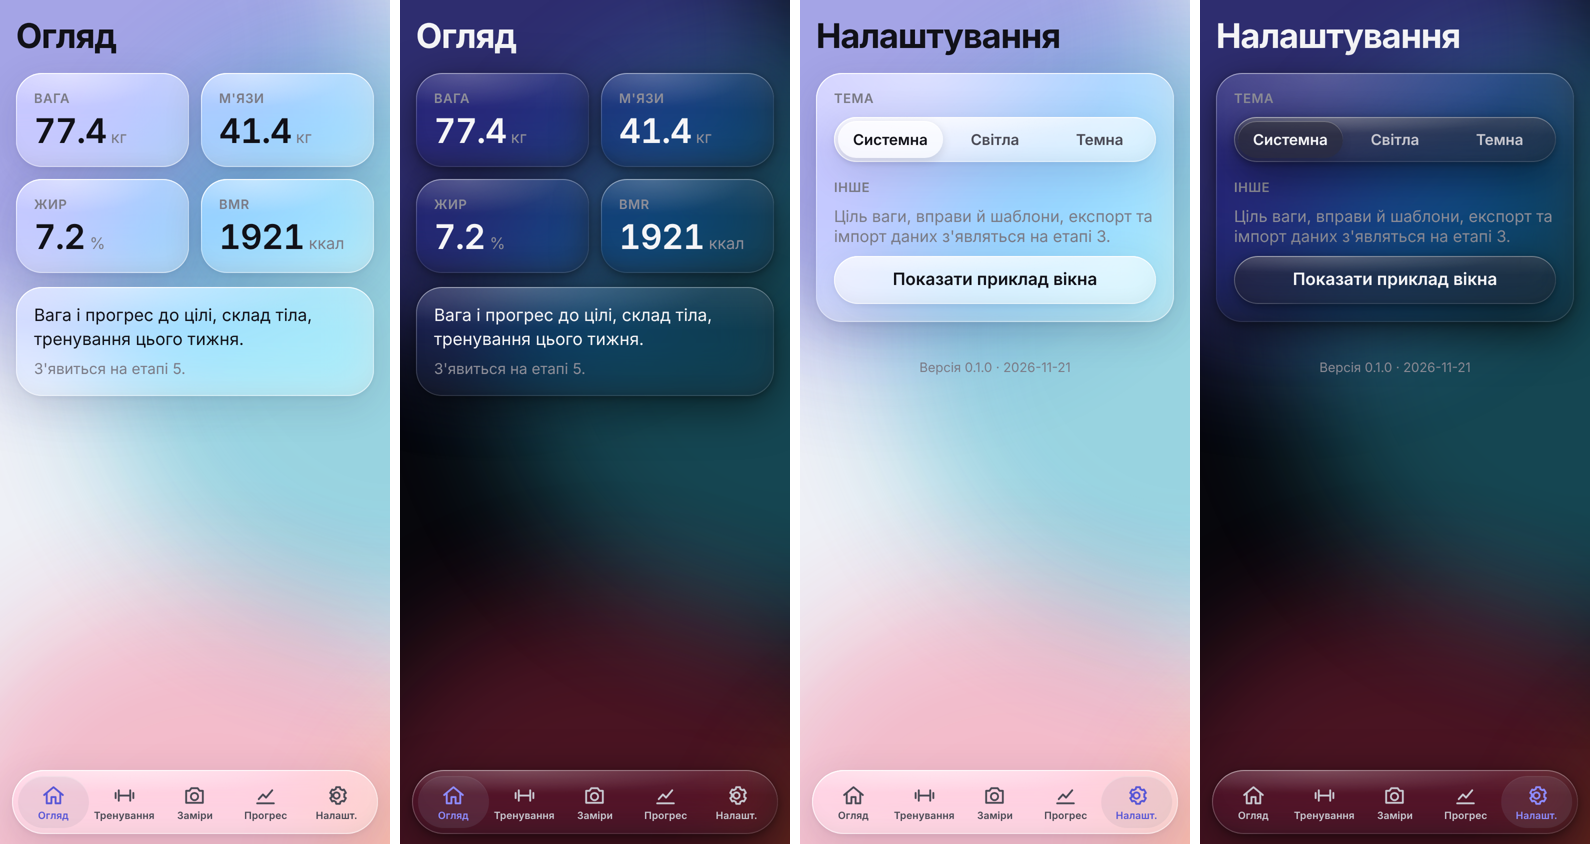 Огляд
ВАГА
77.4 кг
М'ЯЗИ
41.4 кг
ЖИР
7.2 %
BMR
1921 ккал
Вага і прогрес до цілі, склад тіла,
тренування цього тижня.
З'явиться на етапі 5.
Огляд
Тренування
Заміри
Прогрес
Налашт.
Огляд
ВАГА
77.4 кг
М'ЯЗИ
41.4 кг
ЖИР
7.2 %
BMR
1921 ккал
Вага і прогрес до цілі, склад тіла,
тренування цього тижня.
З'явиться на етапі 5.
Огляд
Тренування
Заміри
Прогрес
Налашт.
Налаштування
ТЕМА
Системна
Світла
Темна
ІНШЕ
Ціль ваги, вправи й шаблони, експорт та
імпорт даних з'являться на етапі 3.
Показати приклад вікна
Версія 0.1.0 · 2026-11-21
Огляд
Тренування
Заміри
Прогрес
Налашт.
Налаштування
ТЕМА
Системна
Світла
Темна
ІНШЕ
Ціль ваги, вправи й шаблони, експорт та
імпорт даних з'являться на етапі 3.
Показати приклад вікна
Версія 0.1.0 · 2026-11-21
Огляд
Тренування
Заміри
Прогрес
Налашт.